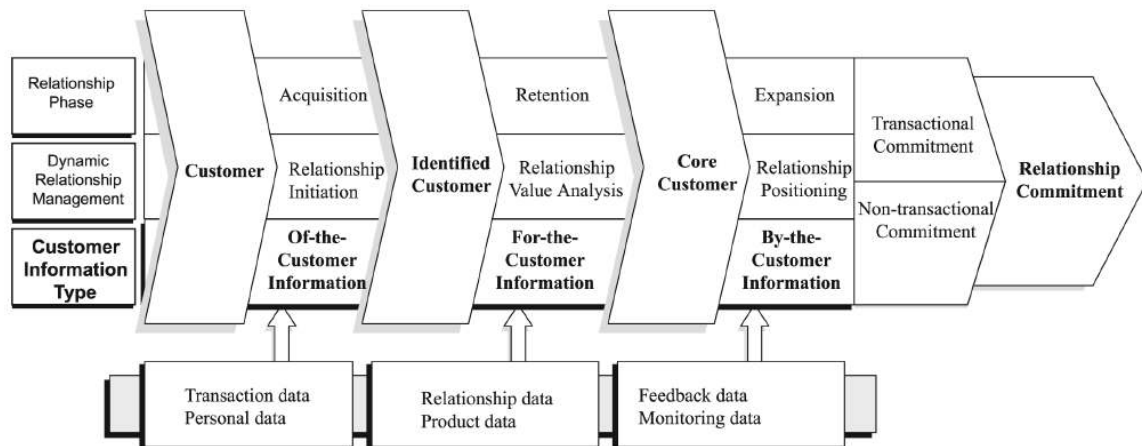 Relationship
Phase
Acquisition
Retention
Expansion
Dynamic
Relationship
Management
Customer
Relationship
Initiation
Identified
Customer
Relationship
Value Analysis
Core
Customer
Relationship
Positioning
Transactional
Commitment
Non-transactional
Commitment
Relationship
Commitment
Customer
Information
Type
Of-the-
Customer
Information
For-the-
Customer
Information
By-the-
Customer
Information
Transaction data
Personal data
Relationship data
Product data
Feedback data
Monitoring data